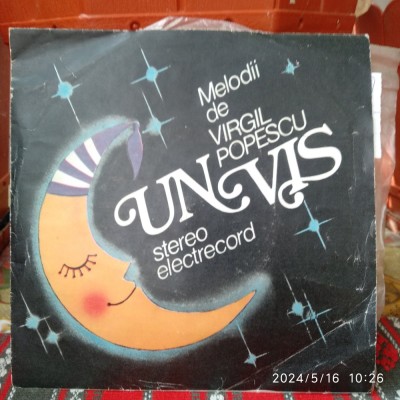 Melodii
de
VIRGIL
POPESCU
UN VIS
stereo
electrecord
2024/5/16 10:26